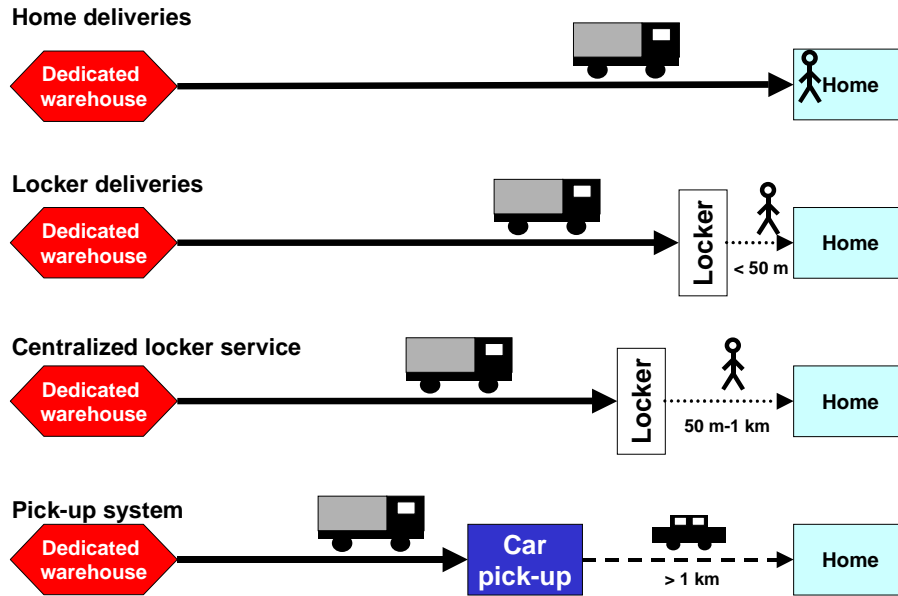 Home deliveries
Dedicated
warehouse
Home
Locker deliveries
Dedicated
warehouse
Locker
< 50 m
Home
Centralized locker service
Dedicated
warehouse
Locker
50 m-1 km
Home
Pick-up system
Dedicated
warehouse
Car
pick-up
> 1 km
Home